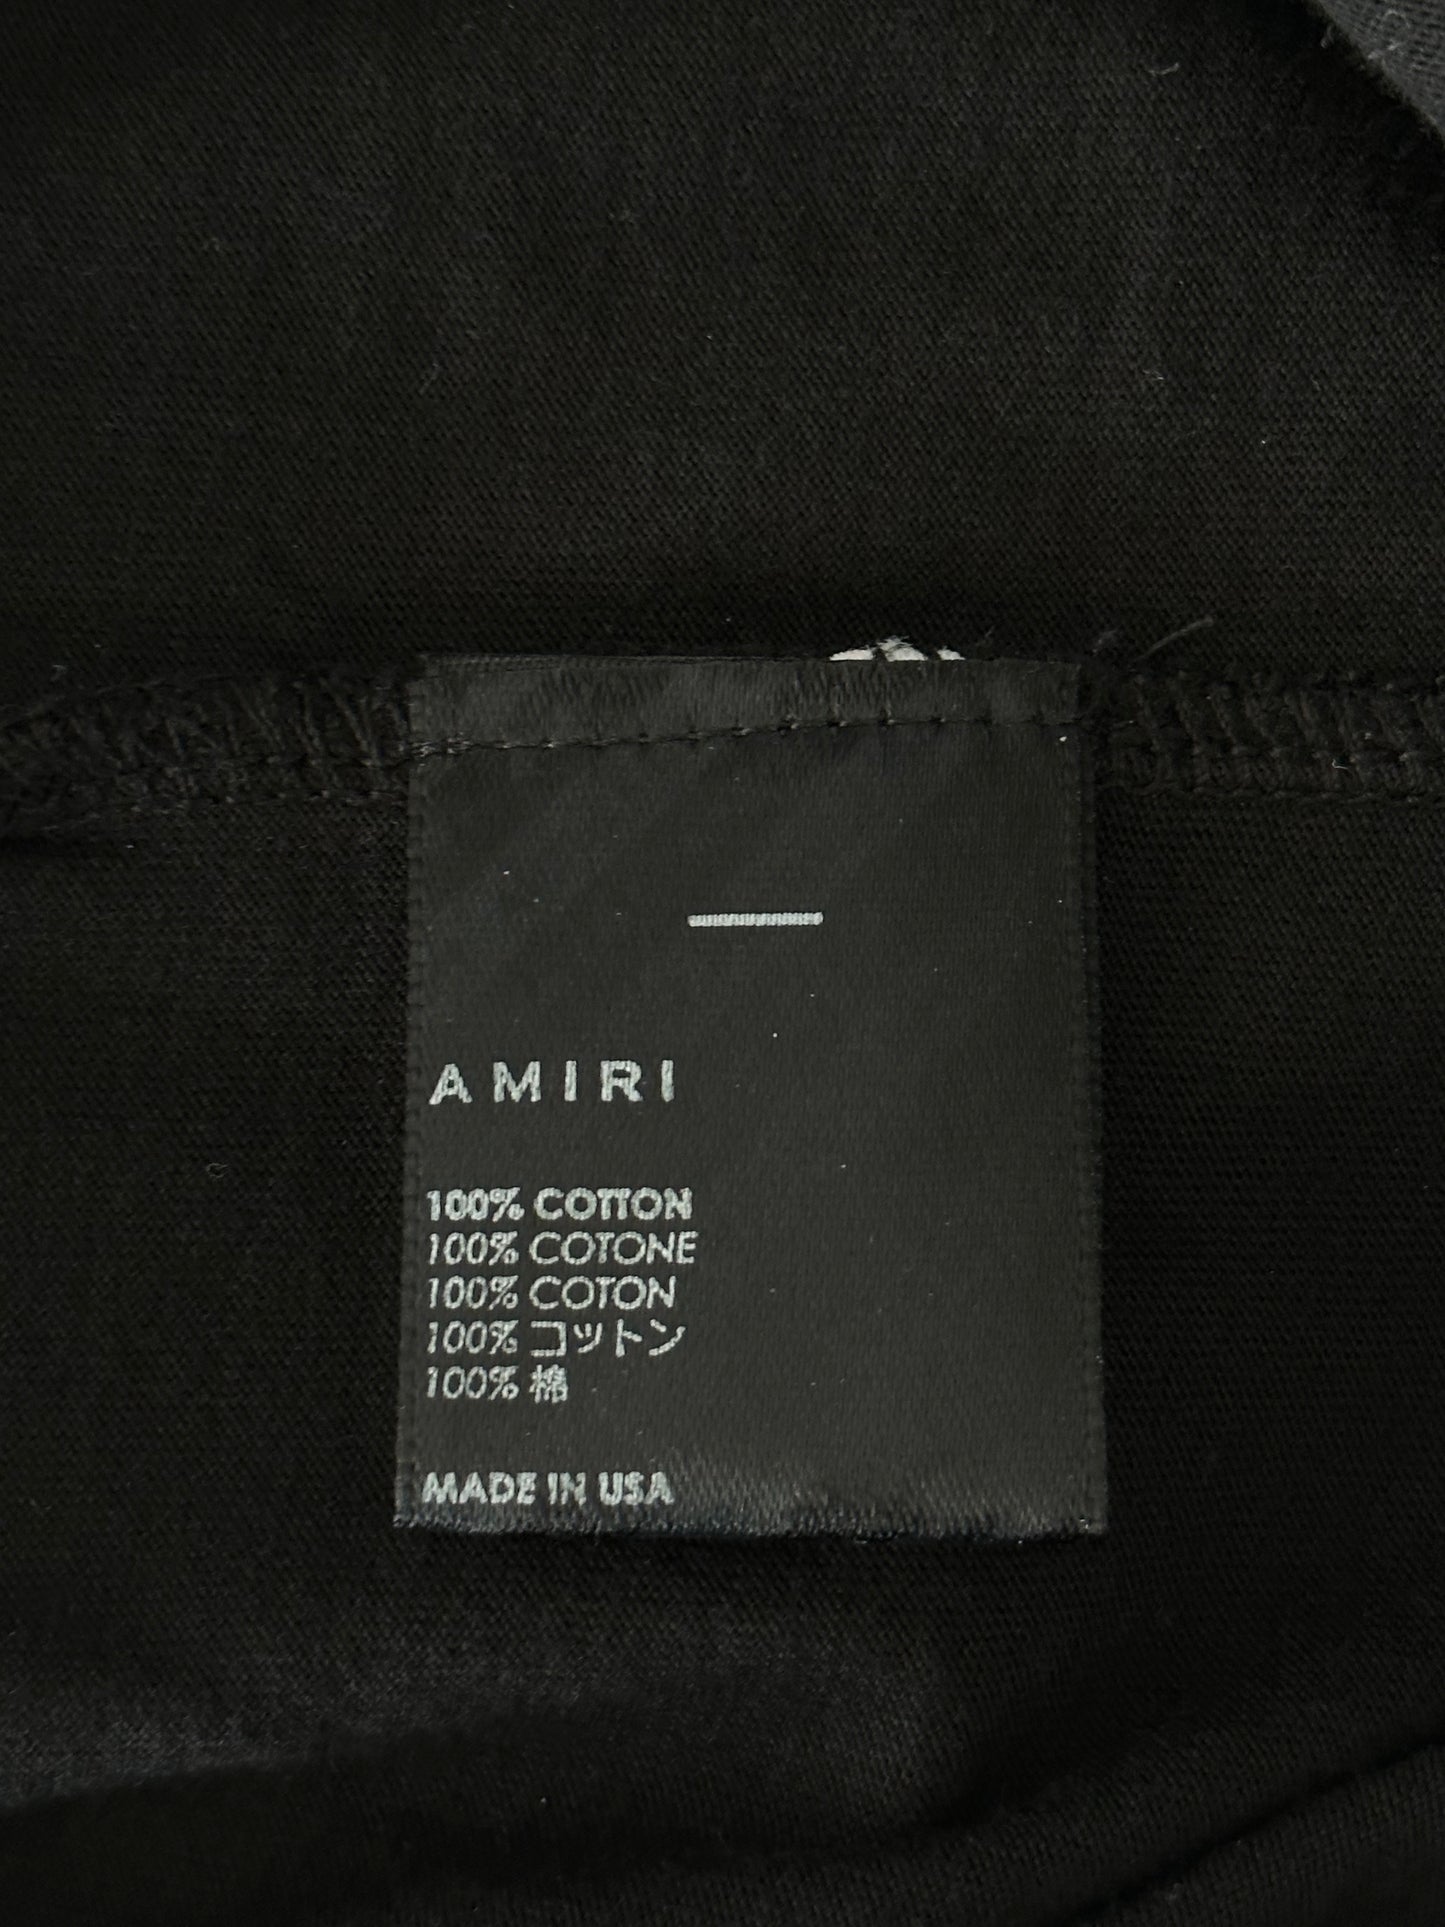 AMIRI
100% COTTON
100% COTONE
100% COTON
100% コットン
100% 棉
MADE IN USA